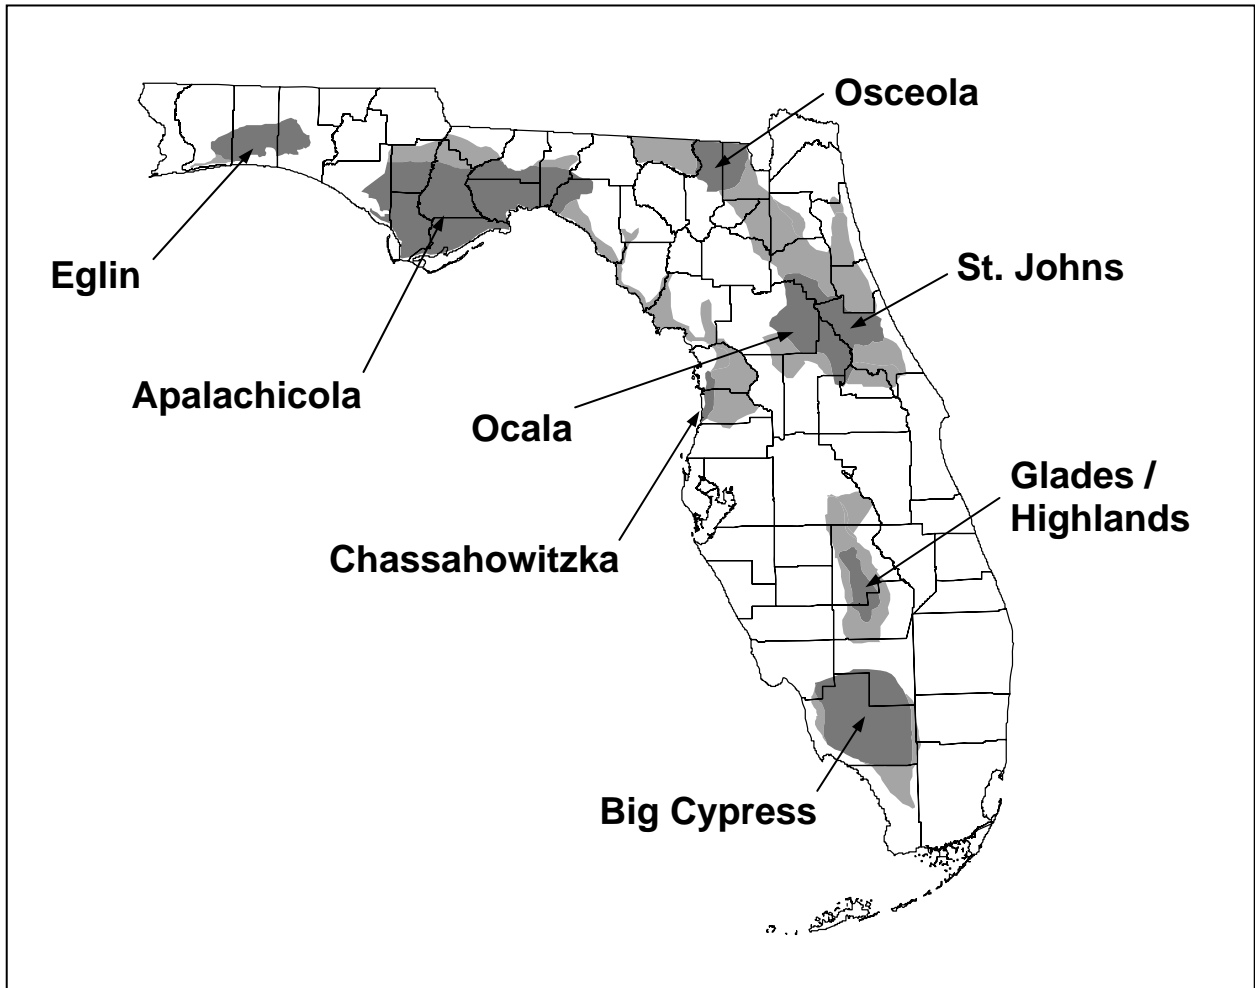 Osceola
Eglin
St. Johns
Apalachicola
Ocala
Glades /
Highlands
Chassahowitzka
Big Cypress